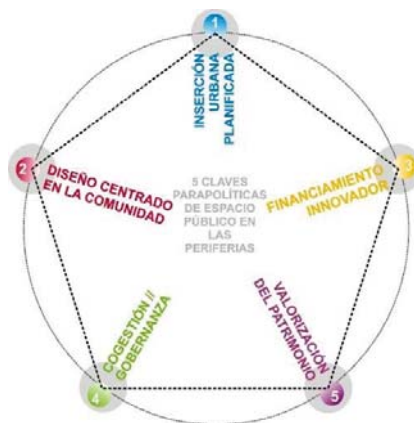 1
INSERCIÓN
URBANA
PLANIFICADA
2
DISEÑO CENTRADO
EN LA COMUNIDAD
3
FINANCIAMIENTO
INNOVADOR
5 CLAVES
PARAPOLÍTICAS
DE ESPACIO
PÚBLICO EN
LAS
PERIFERIAS
4
COGESTIÓN //
GOBERNANZA
5
VALORIZACIÓN
DEL PATRIMONIO